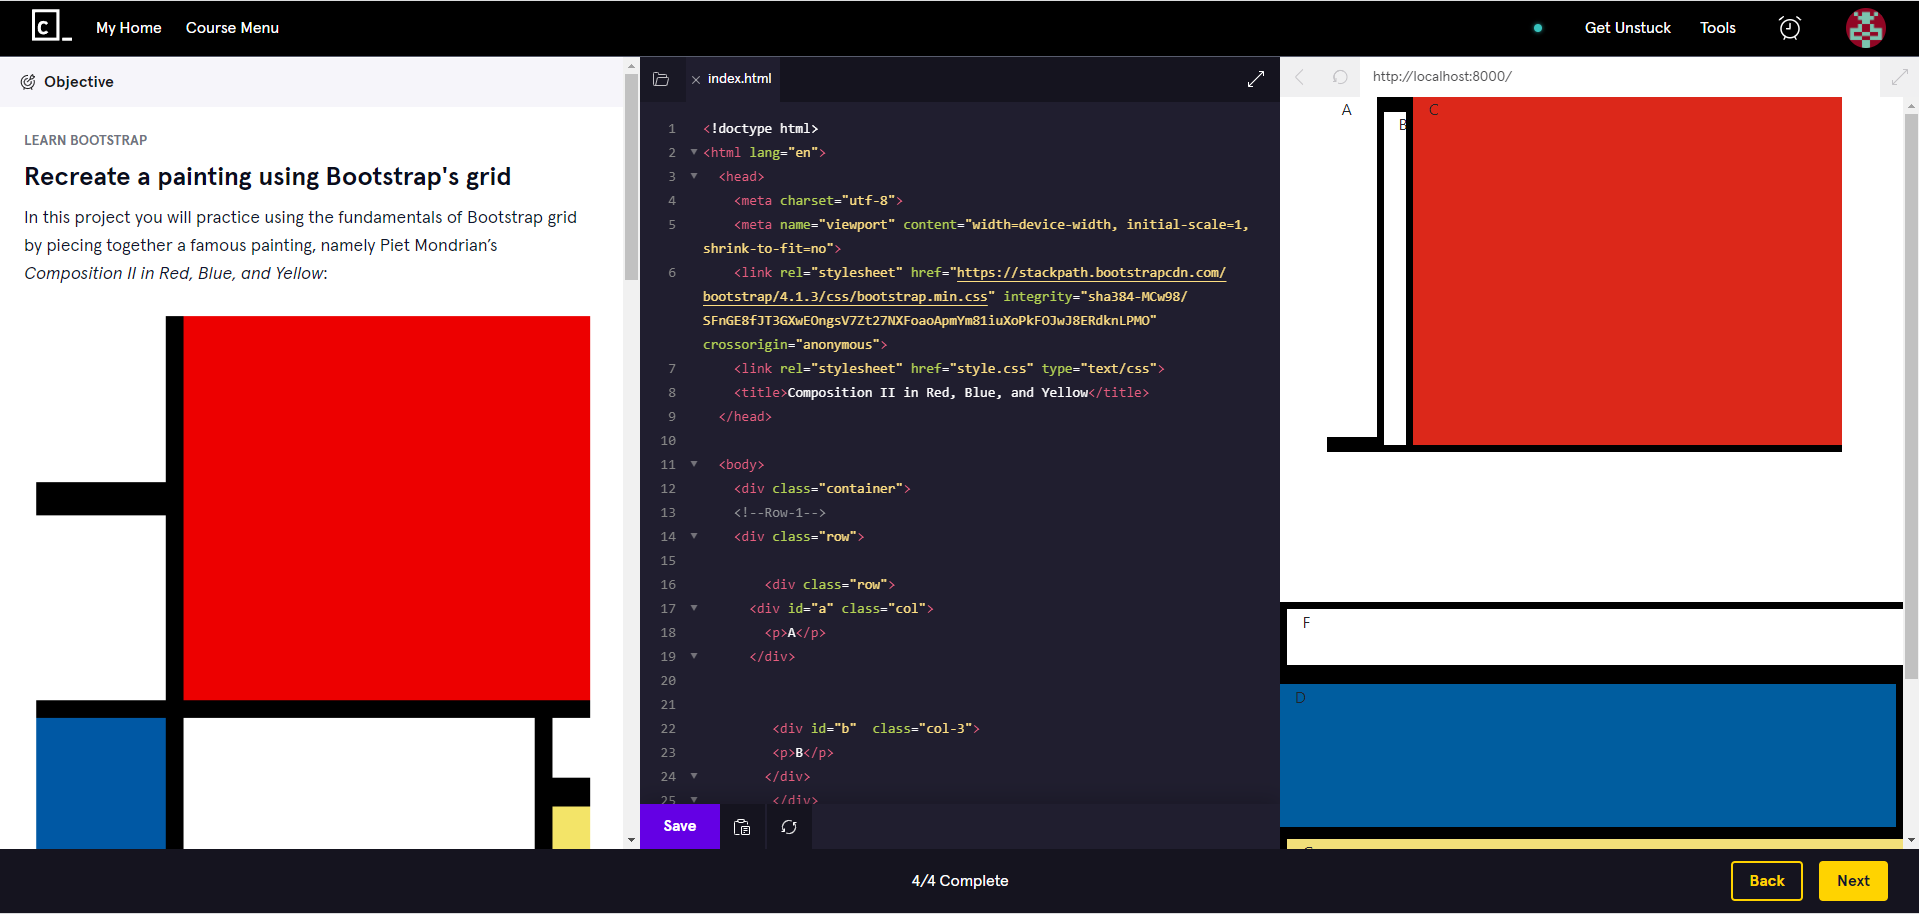 C_
My Home
Course Menu
Get Unstuck
Tools
Objective
LEARN BOOTSTRAP
Recreate a painting using Bootstrap's grid
In this project you will practice using the fundamentals of Bootstrap grid
by piecing together a famous painting, namely Piet Mondrian’s
Composition II in Red, Blue, and Yellow:
× index.html
1 <!doctype html>
2 <html lang="en">
3 <head>
4 <meta charset="utf-8">
5 <meta name="viewport" content="width=device-width, initial-scale=1,
shrink-to-fit=no">
6 <link rel="stylesheet" href="https://stackpath.bootstrapcdn.com/
bootstrap/4.1.3/css/bootstrap.min.css" integrity="sha384-MCw98/
SFnGE8fJT3GXwEOngsV7Zt27NXFoaoApmYm81iuXoPkFOJwJ8ERdknLPMO"
crossorigin="anonymous">
7 <link rel="stylesheet" href="style.css" type="text/css">
8 <title>Composition II in Red, Blue, and Yellow</title>
9 </head>
10
11 <body>
12 <div class="container">
13 <!--Row-1-->
14 <div class="row">
15
16 <div class="row">
17 <div id="a" class="col">
18 <p>A</p>
19 </div>
20
21
22 <div id="b"  class="col-3">
23 <p>B</p>
24 </div>
25 </div>
Save
http://localhost:8000/
A
B
C
F
D
4/4 Complete
Back
Next